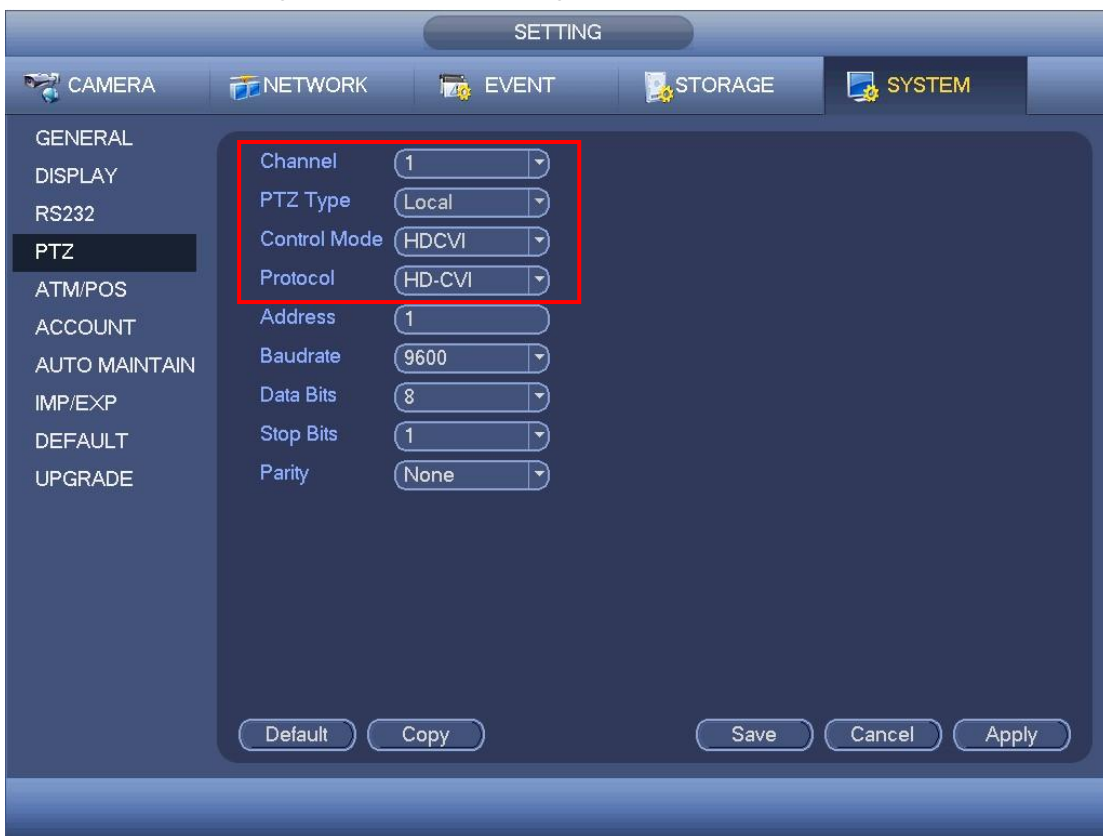 SETTING
CAMERA NETWORK EVENT STORAGE SYSTEM
GENERAL
DISPLAY
RS232
PTZ
ATM/POS
ACCOUNT
AUTO MAINTAIN
IMP/EXP
DEFAULT
UPGRADE
Channel 1
PTZ Type Local
Control Mode HDCVI
Protocol HD-CVI
Address 1
Baudrate 9600
Data Bits 8
Stop Bits 1
Parity None
Default Copy Save Cancel Apply